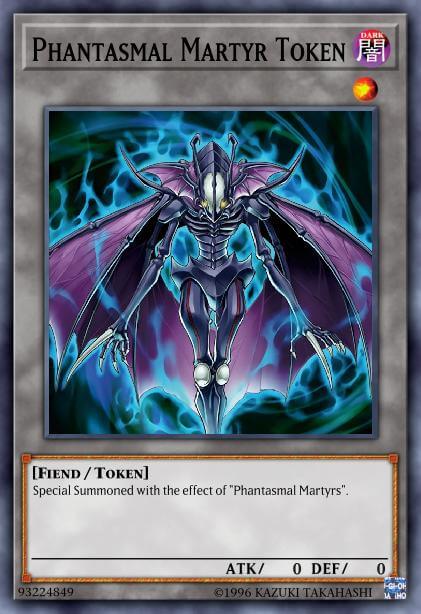 PHANTASMAL MARTYR TOKEN
DARK
闇
[FIEND / TOKEN]
Special Summoned with the effect of "Phantasmal Martyrs".
ATK/ 0 DEF/ 0
93224849 ©1996 KAZUKI TAKAHASHI